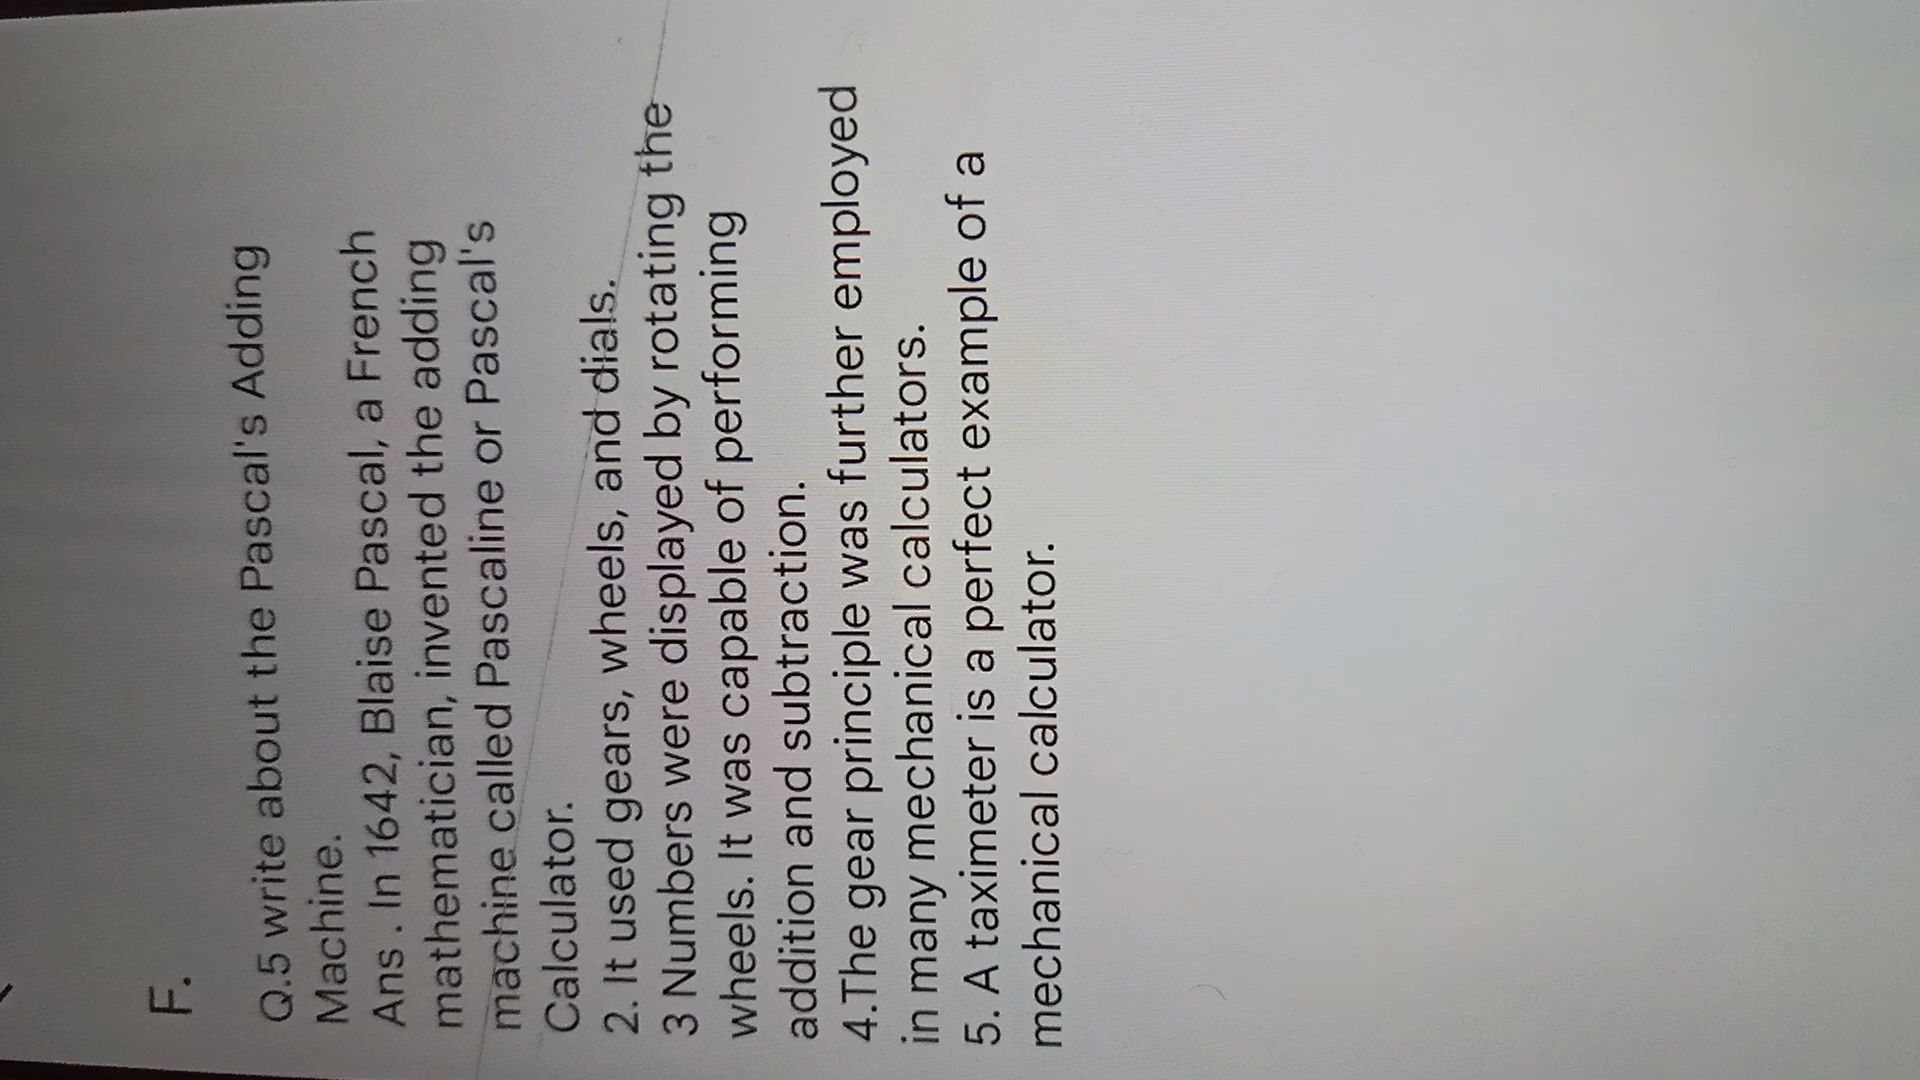 F.
Q.5 write about the Pascal's Adding
Machine.
Ans . In 1642, Blaise Pascal, a French
mathematician, invented the adding
machine called Pascaline or Pascal's
Calculator.
2. It used gears, wheels, and dials.
3 Numbers were displayed by rotating the
wheels. It was capable of performing
addition and subtraction.
4.The gear principle was further employed
in many mechanical calculators.
5. A taximeter is a perfect example of a
mechanical calculator.